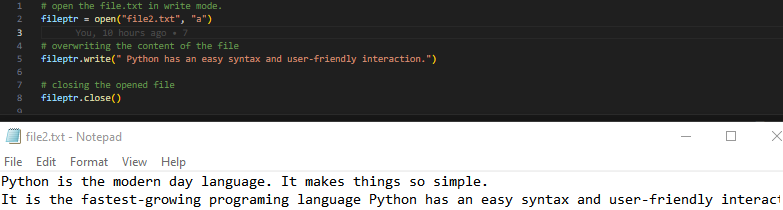 1 # open the file.txt in write mode.
2 fileptr = open("file2.txt", "a")
3 You, 10 hours ago • 7
4 # overwriting the content of the file
5 fileptr.write(" Python has an easy syntax and user-friendly interaction.")
6
7 # closing the opened file
8 fileptr.close()
9
file2.txt - Notepad
File Edit Format View Help
Python is the modern day language. It makes things so simple.
It is the fastest-growing programing language Python has an easy syntax and user-friendly interac